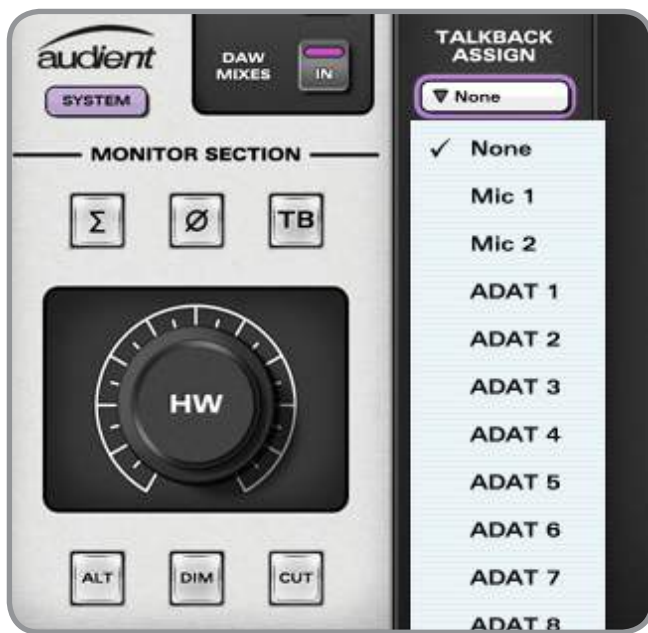 audient
SYSTEM
DAW
MIXES
IN
MONITOR SECTION
Σ
Ø
TB
HW
ALT
DIM
CUT
TALKBACK
ASSIGN
▼ None
✓ None
Mic 1
Mic 2
ADAT 1
ADAT 2
ADAT 3
ADAT 4
ADAT 5
ADAT 6
ADAT 7
ADAT 8